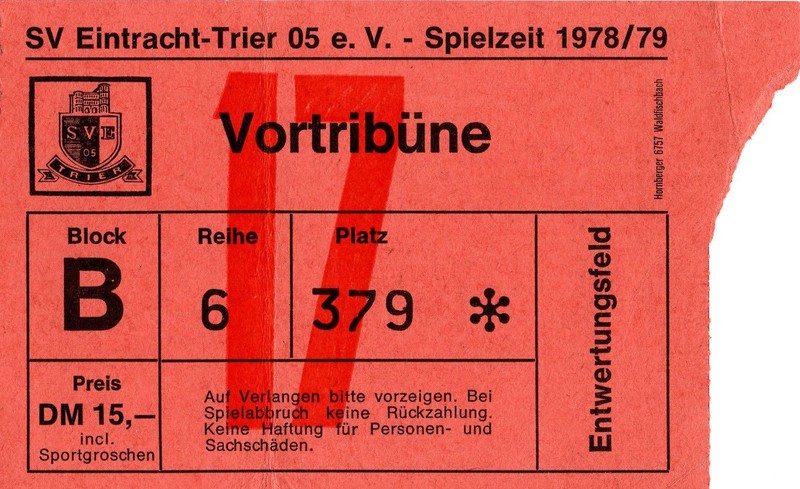 SV Eintracht-Trier 05 e. V. - Spielzeit 1978/79
SVE
05
TRIER
17
Vortribüne
Hornberger 6757 Waldfischbach
Block
B
Reihe
6
Platz
379 *
Entwertungsfeld
Preis
DM 15,—
incl.
Sportgroschen
Auf Verlangen bitte vorzeigen. Bei
Spielabbruch keine Rückzahlung.
Keine Haftung für Personen- und
Sachschäden.